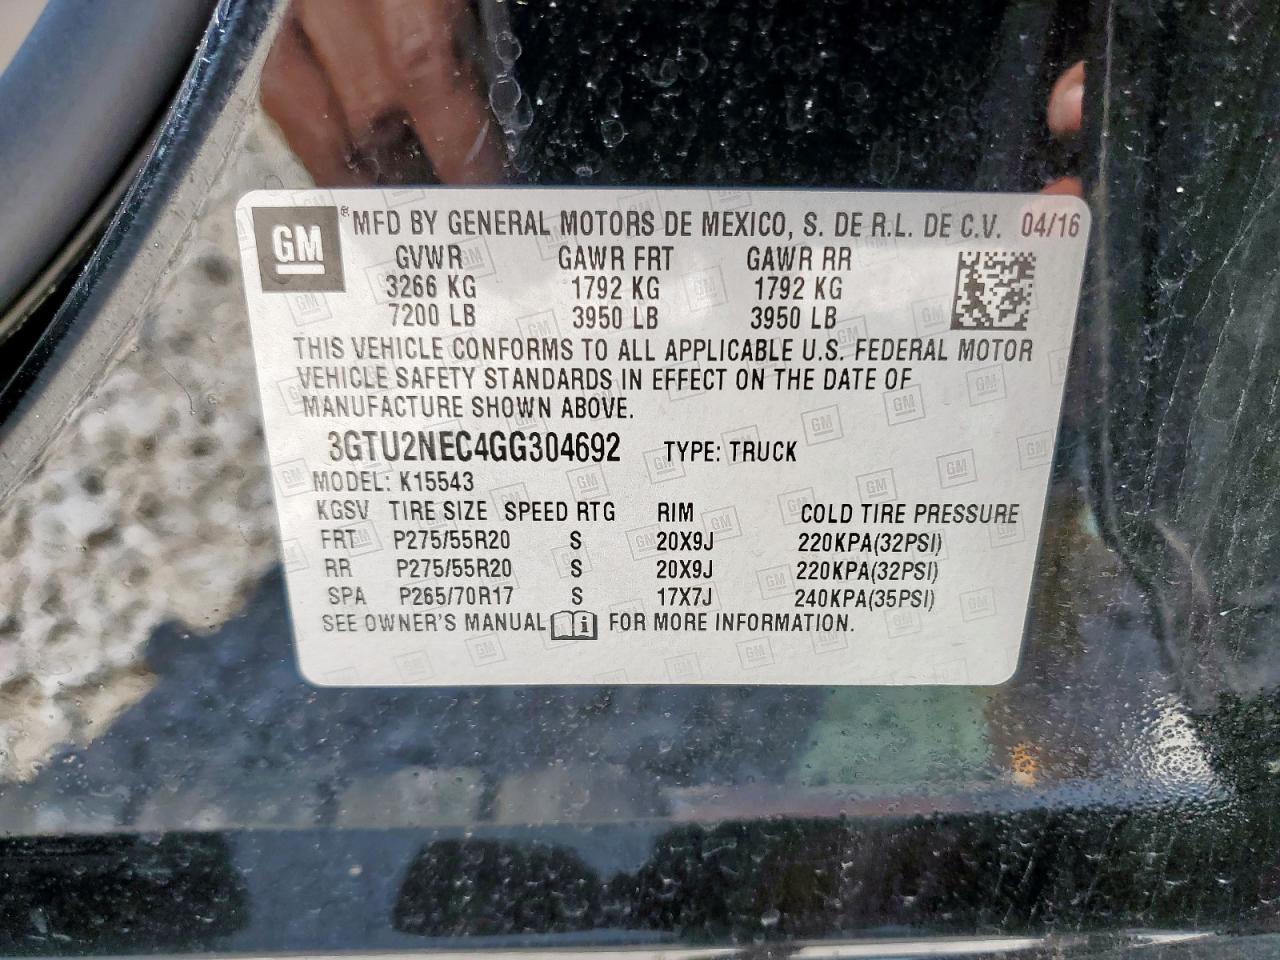 GM ® MFD BY GENERAL MOTORS DE MEXICO, S. DE R.L. DE C.V. 04/16
GVWR GAWR FRT GAWR RR
3266 KG 1792 KG 1792 KG
7200 LB 3950 LB 3950 LB
THIS VEHICLE CONFORMS TO ALL APPLICABLE U.S. FEDERAL MOTOR
VEHICLE SAFETY STANDARDS IN EFFECT ON THE DATE OF
MANUFACTURE SHOWN ABOVE.
3GTU2NEC4GG304692 TYPE: TRUCK
MODEL: K15543
KGSV TIRE SIZE SPEED RTG RIM COLD TIRE PRESSURE
FRT P275/55R20 S 20X9J 220KPA(32PSI)
RR P275/55R20 S 20X9J 220KPA(32PSI)
SPA P265/70R17 S 17X7J 240KPA(35PSI)
SEE OWNER'S MANUAL i FOR MORE INFORMATION.